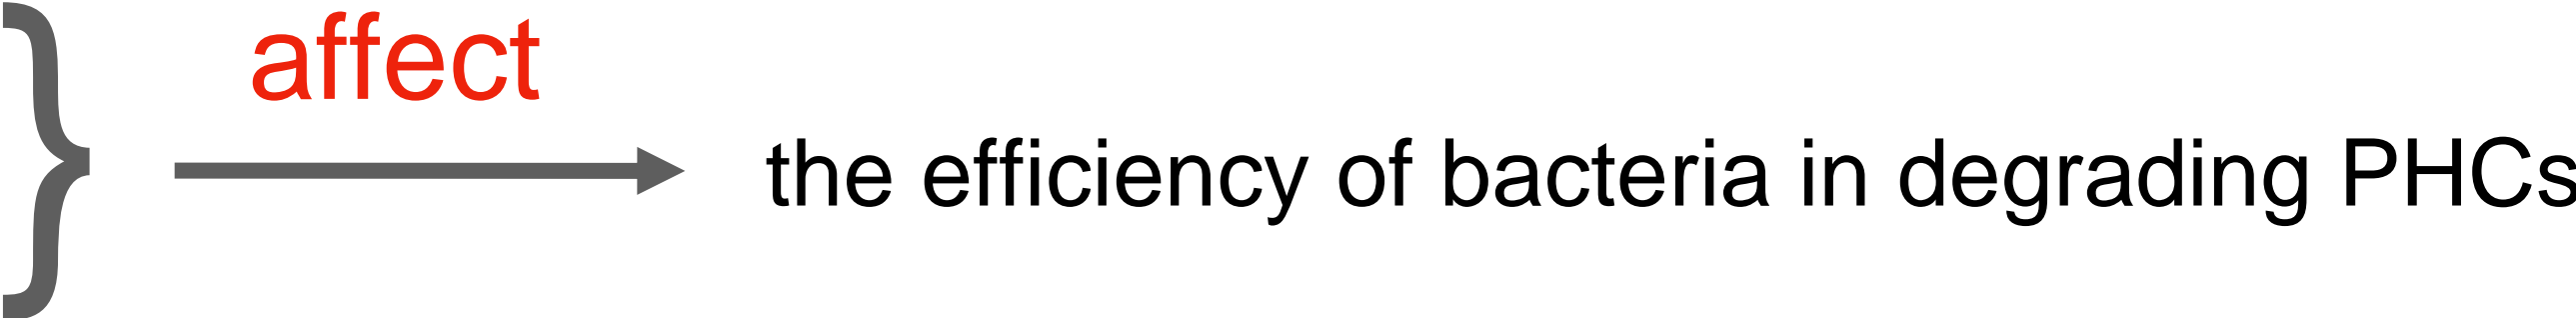 affect
the efficiency of bacteria in degrading PHCs